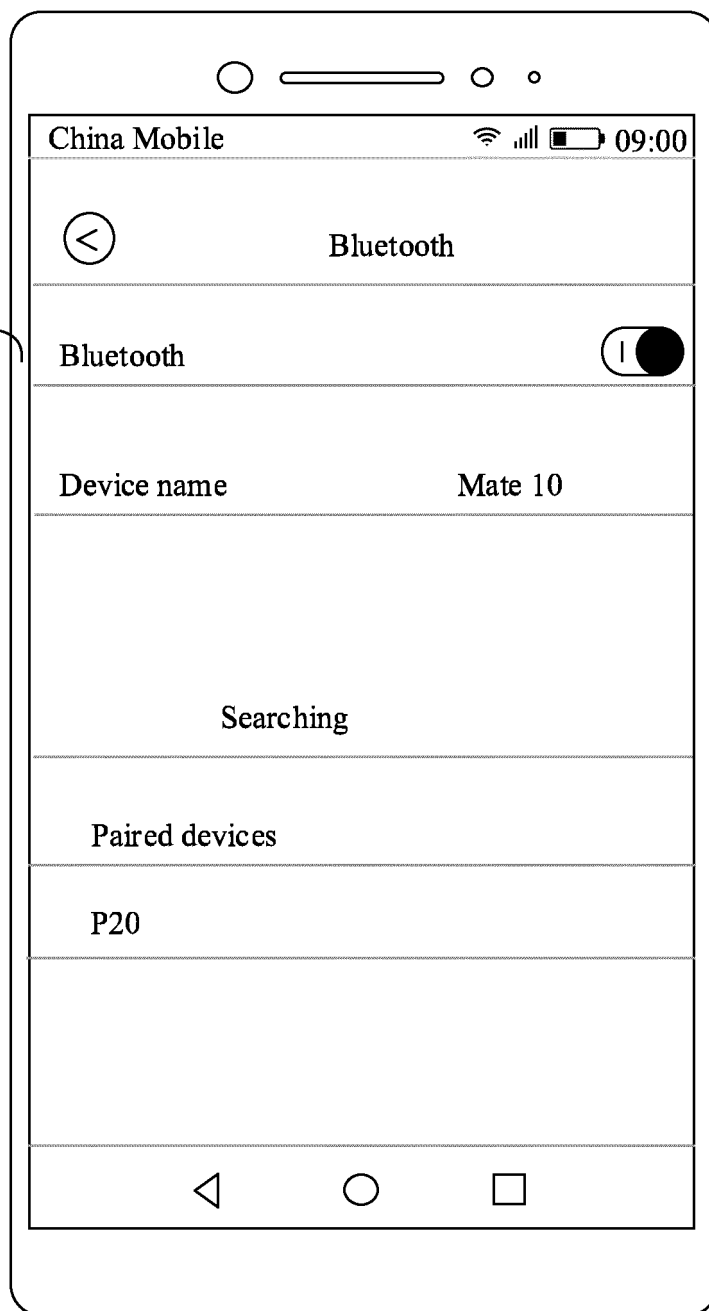 China Mobile 09:00
Bluetooth
Bluetooth
Device name Mate 10
Searching
Paired devices
P20